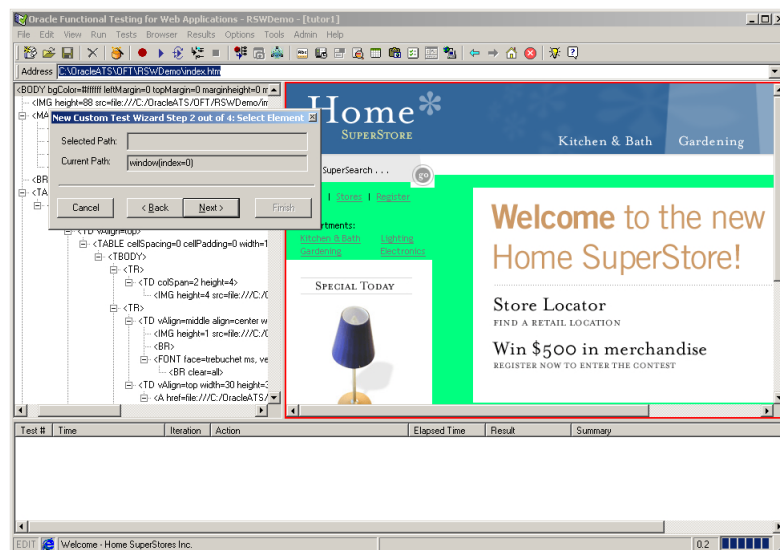 Oracle Functional Testing for Web Applications - RSWDemo - [tutor1]
File Edit View Run Tests Browser Results Options Tools Admin Help
Address C:\OracleATS\OFT\RSWDemo\index.htm
<BODY bgColor=#ffffff leftMargin=0 topMargin=0 marginheight=0 m
<IMG height=88 src=file:///C:/OracleATS/OFT/RSWDemo/im
<MA
New Custom Test Wizard Step 2 out of 4: Select Element
Selected Path:
Current Path: window(index=0)
Cancel < Back Next > Finish
<BR
<TA
<TD vAlign=top>
<TABLE cellSpacing=0 cellPadding=0 width=1
<TBODY>
<TR>
<TD colSpan=2 height=4>
<IMG height=4 src=file:///C:/O
<TR>
<TD vAlign=middle align=center w
<IMG height=1 src=file:///C:/O
<BR>
<FONT face=trebuchet ms, ve
<BR clear=all>
<TD vAlign=top width=30 height=3
<A href=file:///C:/OracleATS/
Home*
SUPERSTORE
Kitchen & Bath Gardening
SuperSearch . . . go
| Stores | Register
rtments:
Kitchen & Bath Lighting
Gardening Electronics
SPECIAL TODAY
Welcome to the new
Home SuperStore!
Store Locator
FIND A RETAIL LOCATION
Win $500 in merchandise
REGISTER NOW TO ENTER THE CONTEST
Test # Time Iteration Action Elapsed Time Result Summary
EDIT Welcome - Home SuperStores Inc. 0.2